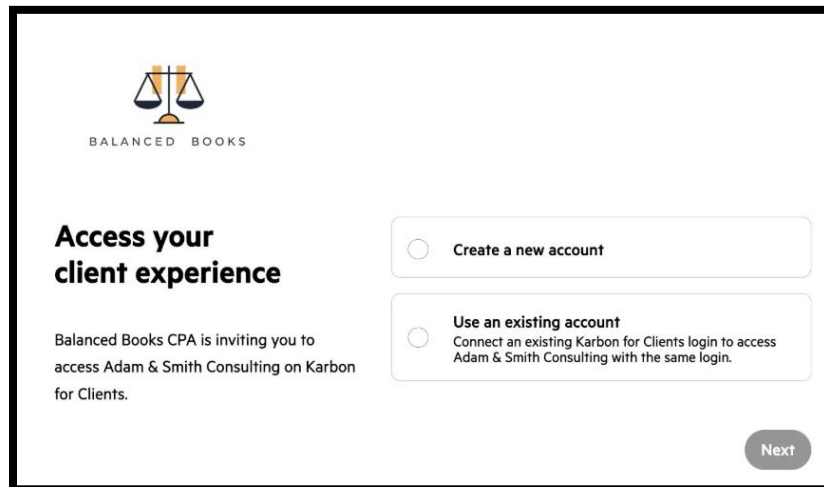 BALANCED BOOKS
Access your
client experience
Balanced Books CPA is inviting you to
access Adam & Smith Consulting on Karbon
for Clients.
Create a new account
Use an existing account
Connect an existing Karbon for Clients login to access
Adam & Smith Consulting with the same login.
Next